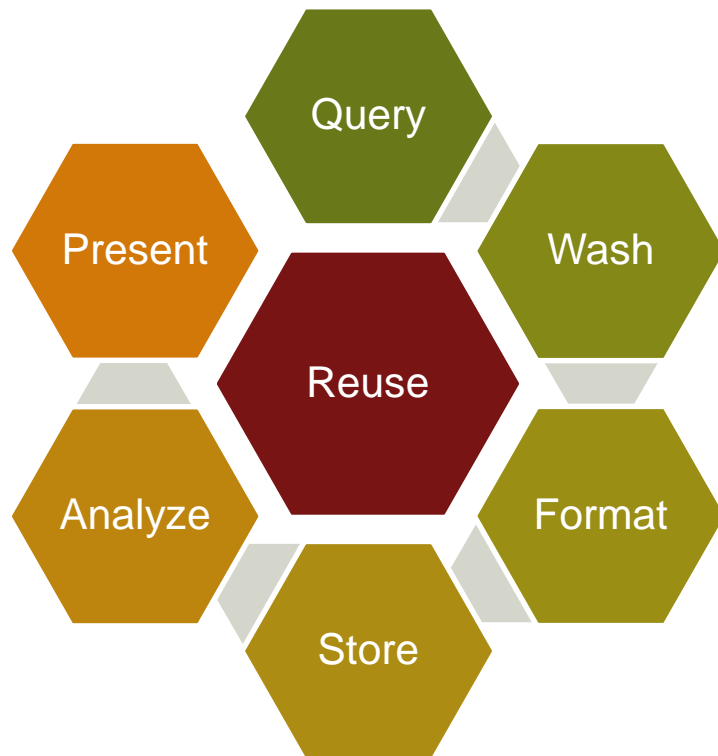 Query
Wash
Format
Store
Analyze
Present
Reuse